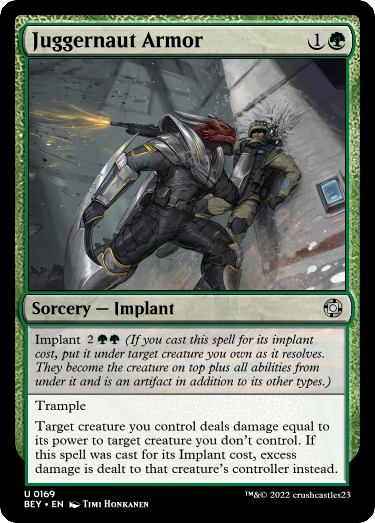 Juggernaut Armor 1
Sorcery — Implant
Implant 2 (If you cast this spell for its implant
cost, put it under target creature you own as it resolves.
They become the creature on top plus all abilities from
under it and is an artifact in addition to its other types.)
Trample
Target creature you control deals damage equal to
its power to target creature you don't control. If
this spell was cast for its Implant cost, excess
damage is dealt to that creature's controller instead.
U 0169
BEY • EN Timi Honkanen
™&© 2022 crushcastles23